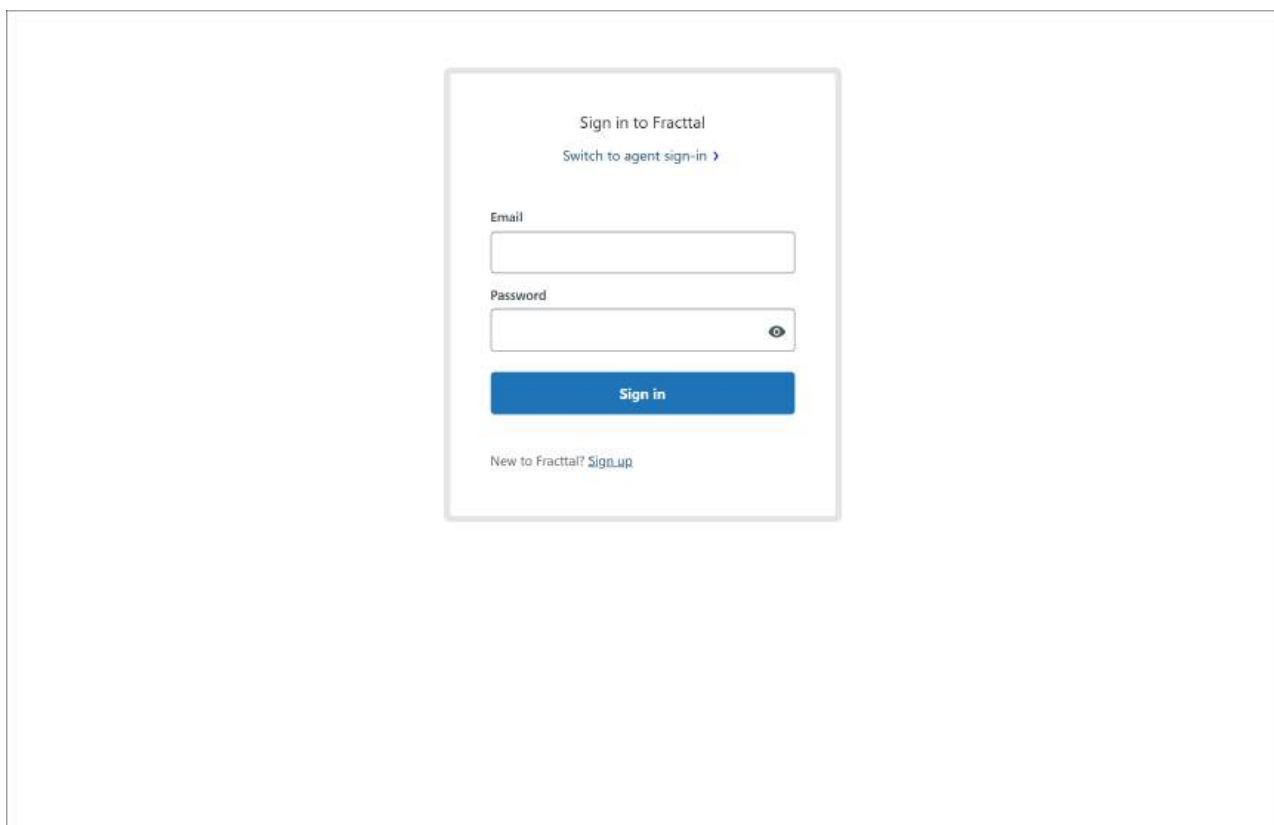 Sign in to Fracttal
Switch to agent sign-in ›
Email
Password
Sign in
New to Fracttal? Sign up